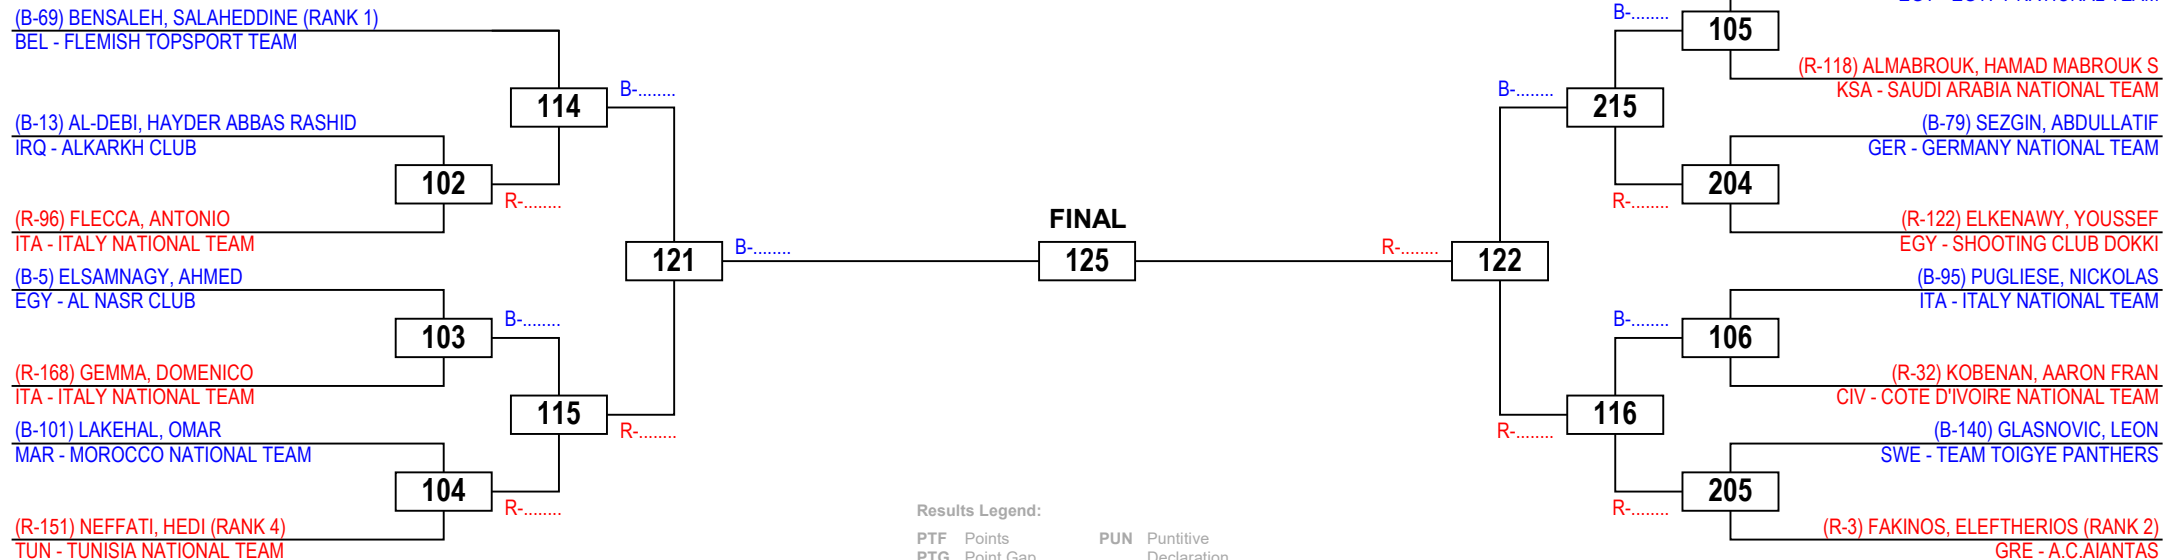 (B-69) BENSALEH, SALAHEDDINE (RANK 1)
BEL - FLEMISH TOPSPORT TEAM
114
B-........
(B-13) AL-DEBI, HAYDER ABBAS RASHID
IRQ - ALKARKH CLUB
102
R-........
(R-96) FLECCA, ANTONIO
ITA - ITALY NATIONAL TEAM
121
B-........
(B-5) ELSAMNAGY, AHMED
EGY - AL NASR CLUB
103
B-........
(R-168) GEMMA, DOMENICO
ITA - ITALY NATIONAL TEAM
115
R-........
(B-101) LAKEHAL, OMAR
MAR - MOROCCO NATIONAL TEAM
104
R-........
(R-151) NEFFATI, HEDI (RANK 4)
TUN - TUNISIA NATIONAL TEAM
FINAL
125
B-........
105
(R-118) ALMABROUK, HAMAD MABROUK S
KSA - SAUDI ARABIA NATIONAL TEAM
B-........
215
(B-79) SEZGIN, ABDULLATIF
GER - GERMANY NATIONAL TEAM
204
R-........
(R-122) ELKENAWY, YOUSSEF
EGY - SHOOTING CLUB DOKKI
R-........
122
(B-95) PUGLIESE, NICKOLAS
ITA - ITALY NATIONAL TEAM
B-........
106
(R-32) KOBENAN, AARON FRAN
CIV - COTE D'IVOIRE NATIONAL TEAM
116
R-........
(B-140) GLASNOVIC, LEON
SWE - TEAM TOIGYE PANTHERS
205
R-........
(R-3) FAKINOS, ELEFTHERIOS (RANK 2)
GRE - A.C.AIANTAS
Results Legend:
PTF Points PUN Puntitive
PTG Point Gap Declaration